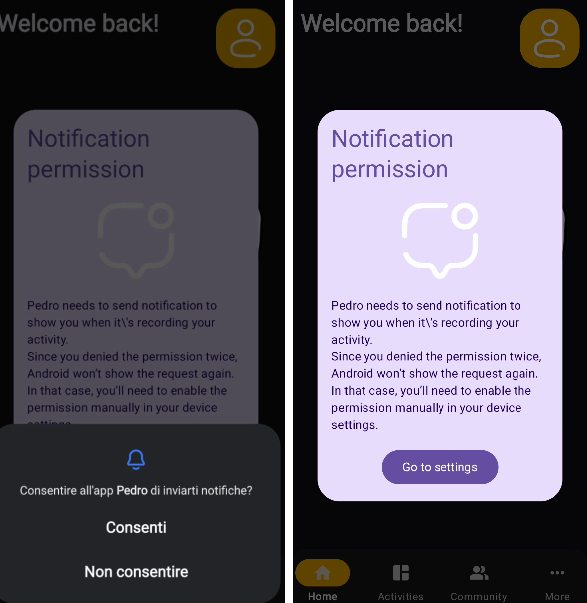 Welcome back!
Notification
permission
Pedro needs to send notification to
show you when it\'s recording your
activity.
Since you denied the permission twice,
Android won't show the request again.
In that case, you'll need to enable the
permission manually in your device
settings.
Consentire all'app Pedro di inviarti notifiche?
Consenti
Non consentire
Welcome back!
Notification
permission
Pedro needs to send notification to
show you when it\'s recording your
activity.
Since you denied the permission twice,
Android won't show the request again.
In that case, you'll need to enable the
permission manually in your device
settings.
Go to settings
Home Activities Community More